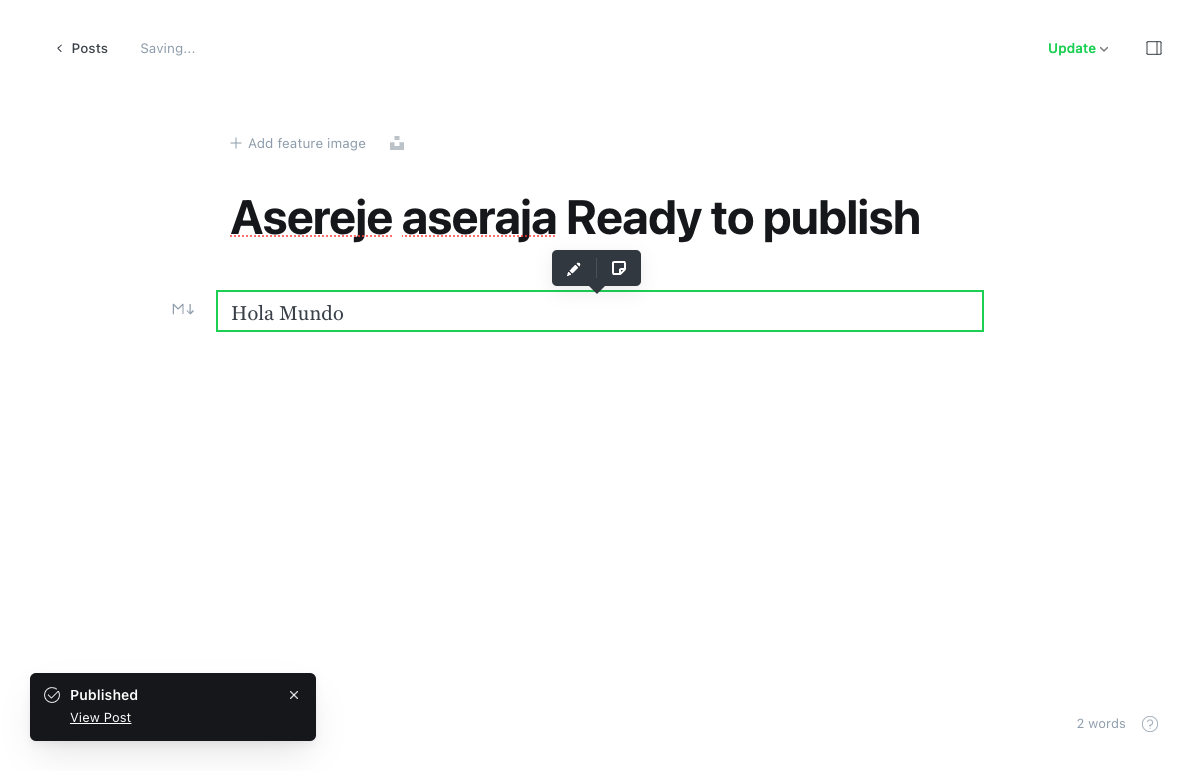 Posts
Saving...
Update
Add feature image
Asereje aseraja Ready to publish
M↓
Hola Mundo
Published
View Post
2 words
?